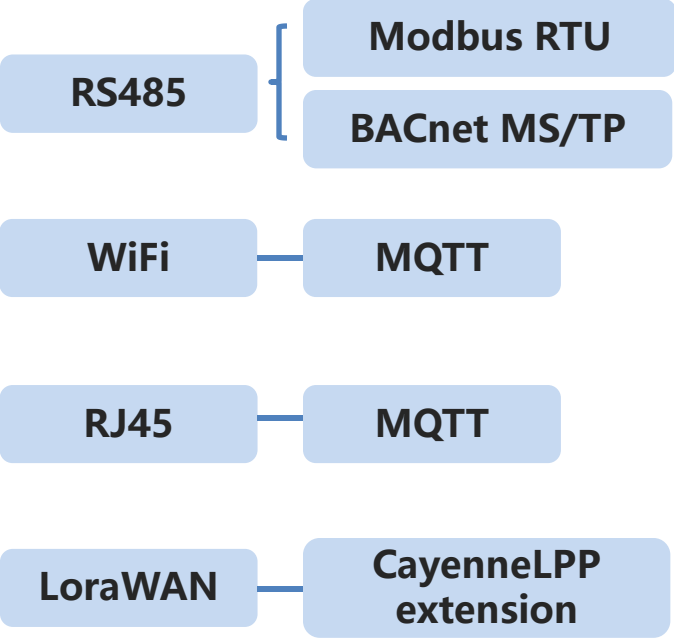 RS485
Modbus RTU
BACnet MS/TP
WiFi
MQTT
RJ45
MQTT
LoraWAN
CayenneLPP
extension